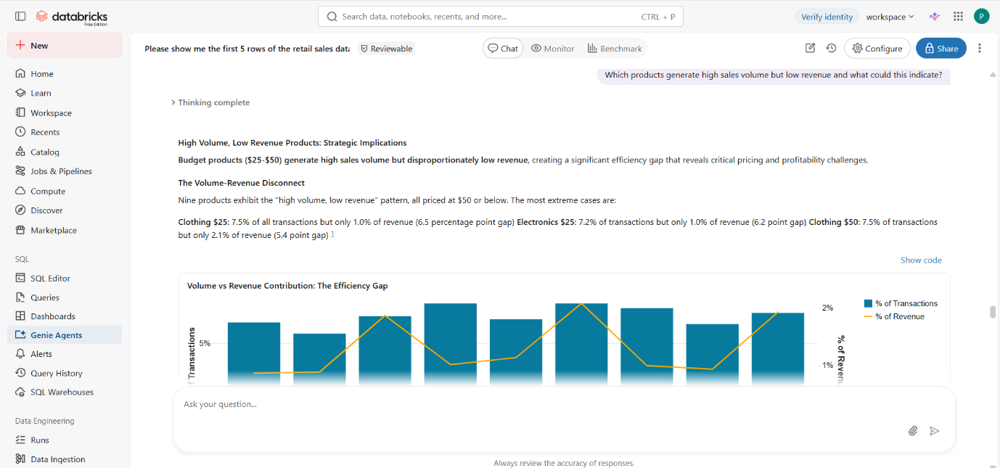 databricks
Free Edition
Search data, notebooks, recents, and more...
CTRL + P
Verify identity
workspace
P
New
Home
Learn
Workspace
Recents
Catalog
Jobs & Pipelines
Compute
Discover
Marketplace
SQL
SQL Editor
Queries
Dashboards
Genie Agents
Alerts
Query History
SQL Warehouses
Data Engineering
Runs
Data Ingestion
Please show me the first 5 rows of the retail sales data
Reviewable
Chat
Monitor
Benchmark
Configure
Share
Which products generate high sales volume but low revenue and what could this indicate?
Thinking complete
High Volume, Low Revenue Products: Strategic Implications
Budget products ($25-$50) generate high sales volume but disproportionately low revenue, creating a significant efficiency gap that reveals critical pricing and profitability challenges.
The Volume-Revenue Disconnect
Nine products exhibit the "high volume, low revenue" pattern, all priced at $50 or below. The most extreme cases are:
Clothing $25: 7.5% of all transactions but only 1.0% of revenue (6.5 percentage point gap) Electronics $25: 7.2% of transactions but only 1.0% of revenue (6.2 point gap) Clothing $50: 7.5% of transactions
but only 2.1% of revenue (5.4 point gap) 1
Show code
Volume vs Revenue Contribution: The Efficiency Gap
% of Transactions
% of Revenue
2%
5%
1%
Transactions
% of Revenu
Ask your question...
Always review the accuracy of responses.